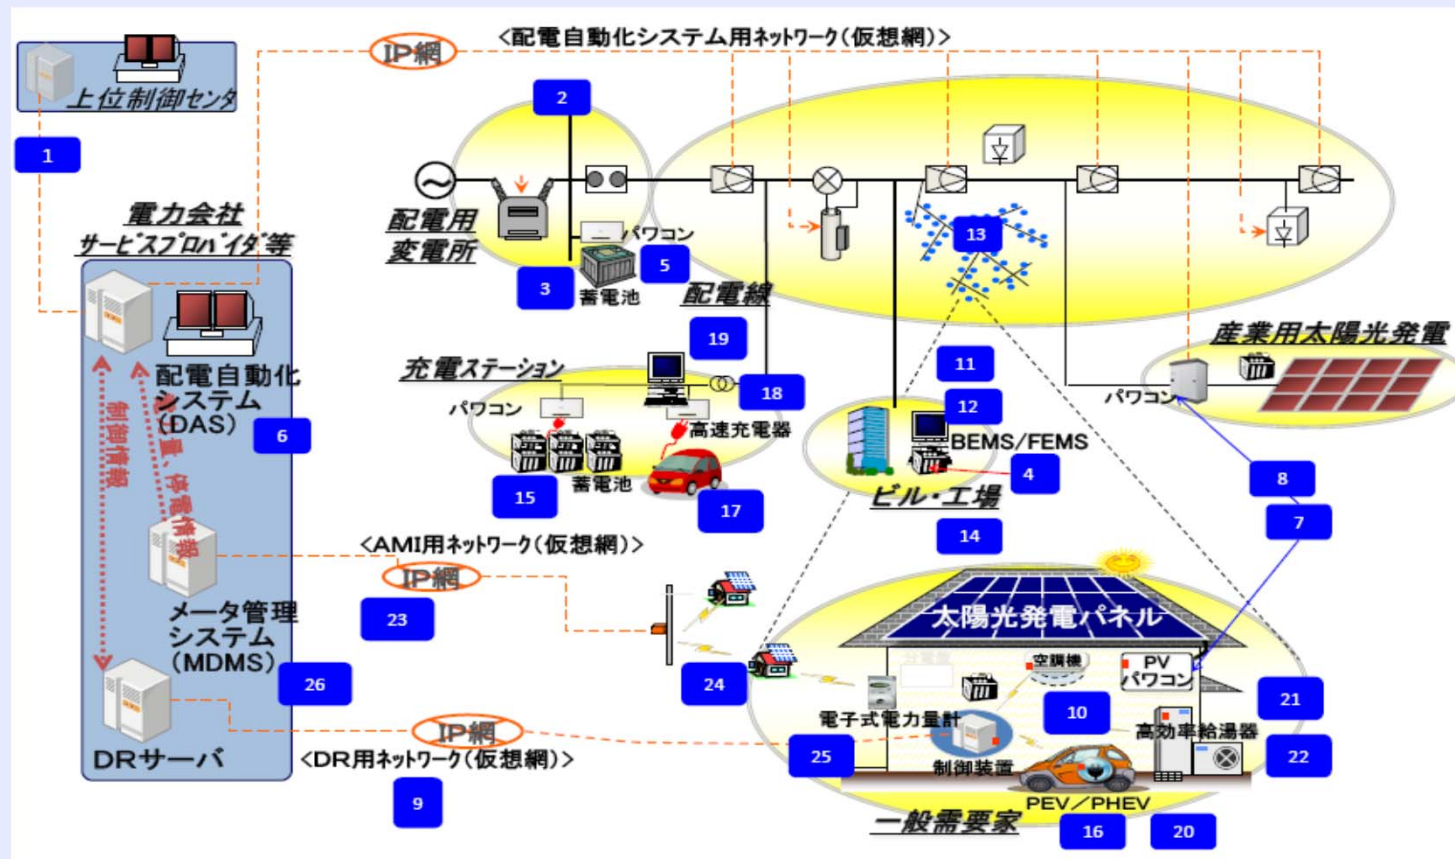 <配電自動化システム用ネットワーク(仮想網)>
IP網
上位制御センタ
1
2
電力会社
サービスプロバイダ等
配電用
変電所
パワコン
3
5
蓄電池
配電線
13
19
充電ステーション
18
パワコン
高速充電器
15
蓄電池
17
11
12
BEMS/FEMS
4
ビル・工場
14
産業用太陽光発電
パワコン
8
7
配電自動化
システム
(DAS)
6
制御情報
量、停電情報
<AMI用ネットワーク(仮想網)>
IP網
23
メータ管理
システム
(MDMS)
26
24
DRサーバ
IP網
<DR用ネットワーク(仮想網)>
9
太陽光発電パネル
空調機
PV
パワコン
電子式電力量計
10
21
高効率給湯器
25
制御装置
22
PEV/PHEV
一般需要家
16
20